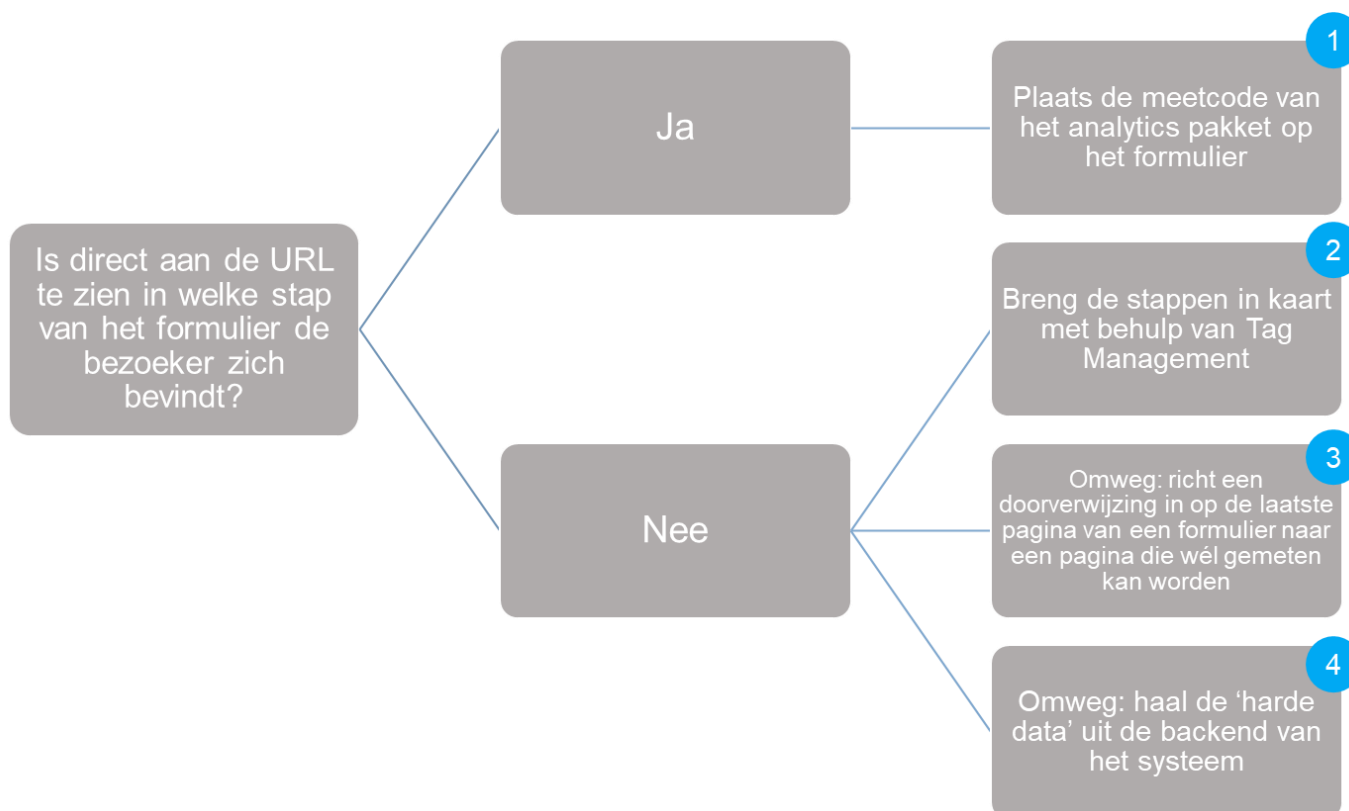 Is direct aan de URL
te zien in welke stap
van het formulier de
bezoeker zich
bevindt?
Ja
1
Plaats de meetcode van
het analytics pakket op
het formulier
Nee
2
Breng de stappen in kaart
met behulp van Tag
Management
3
Omweg: richt een
doorverwijzing in op de laatste
pagina van een formulier naar
een pagina die wél gemeten
kan worden
4
Omweg: haal de ‘harde
data’ uit de backend van
het systeem